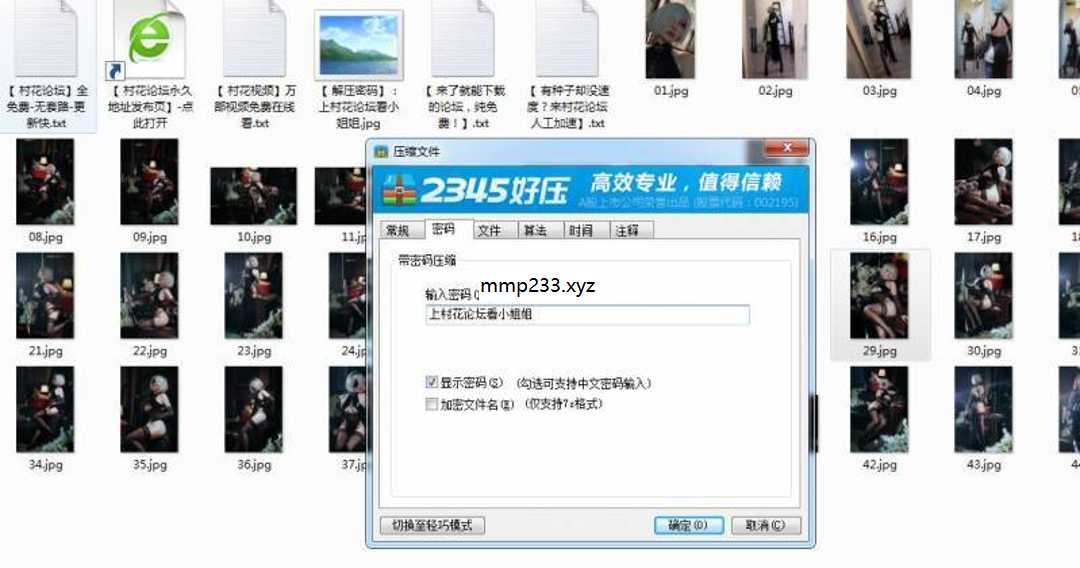 【 村花论坛】全
免费-无套路-更
新快.txt
【 村花论坛永久
地址发布页】-点
此打开
【 村花视频】万
部视频免费在线
看.txt
【 解压密码】：
上村花论坛看小
姐姐.jpg
【 来了就能下载
的论坛，纯免
费！】.txt
【 有种子却没速
度？来村花论坛
人工加速】.txt
01.jpg
02.jpg
03.jpg
04.jpg
压缩文件
2345好压
高效专业，值得信赖
A股上市公司荣誉出品 (股票代码：002195)
常规
密码
文件
算法
时间
注释
08.jpg
09.jpg
10.jpg
16.jpg
17.jpg
带密码压缩
mmp233.xyz
输入密码
上村花论坛看小姐姐
21.jpg
22.jpg
23.jpg
29.jpg
30.jpg
显示密码(S) (勾选可支持中文密码输入)
加密文件名(E) (仅支持7z格式)
34.jpg
35.jpg
36.jpg
42.jpg
43.jpg
切换至轻巧模式
确定(O)
取消(C)